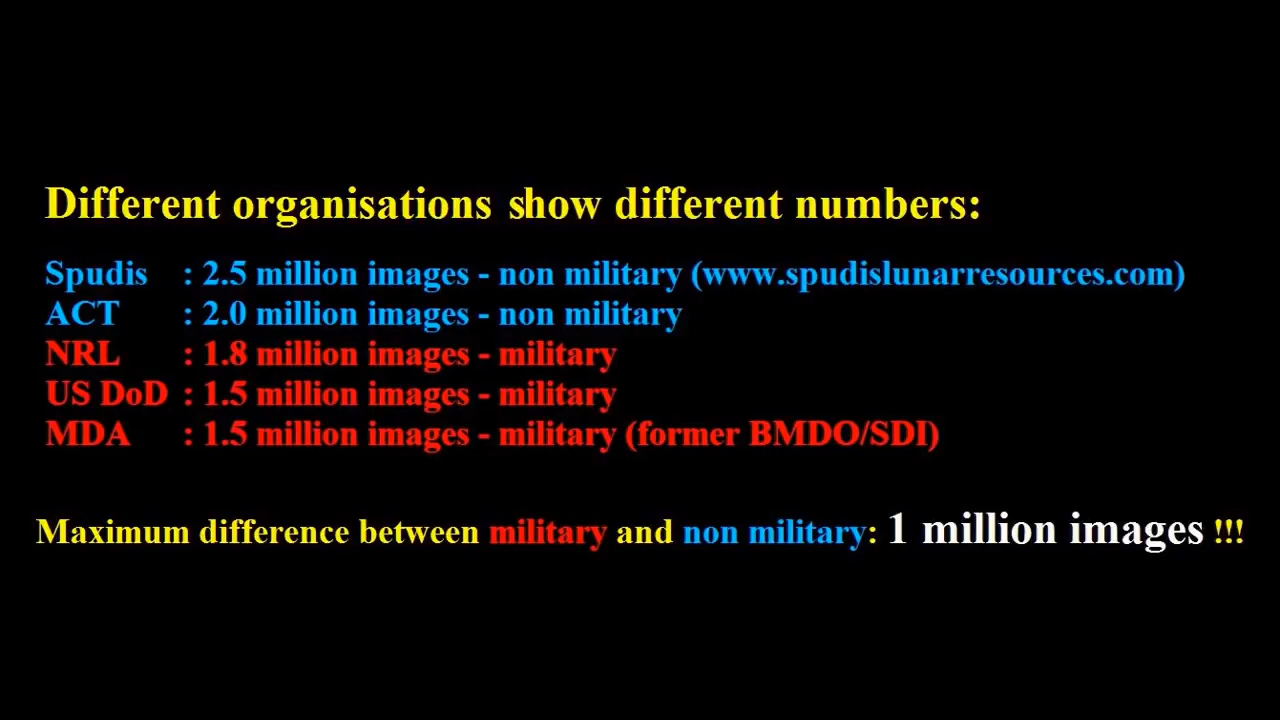 Different organisations show different numbers:
Spudis : 2.5 million images - non military (www.spudislunarresources.com)
ACT : 2.0 million images - non military
NRL : 1.8 million images - military
US DoD : 1.5 million images - military
MDA : 1.5 million images - military (former BMDO/SDI)
Maximum difference between military and non military: 1 million images !!!